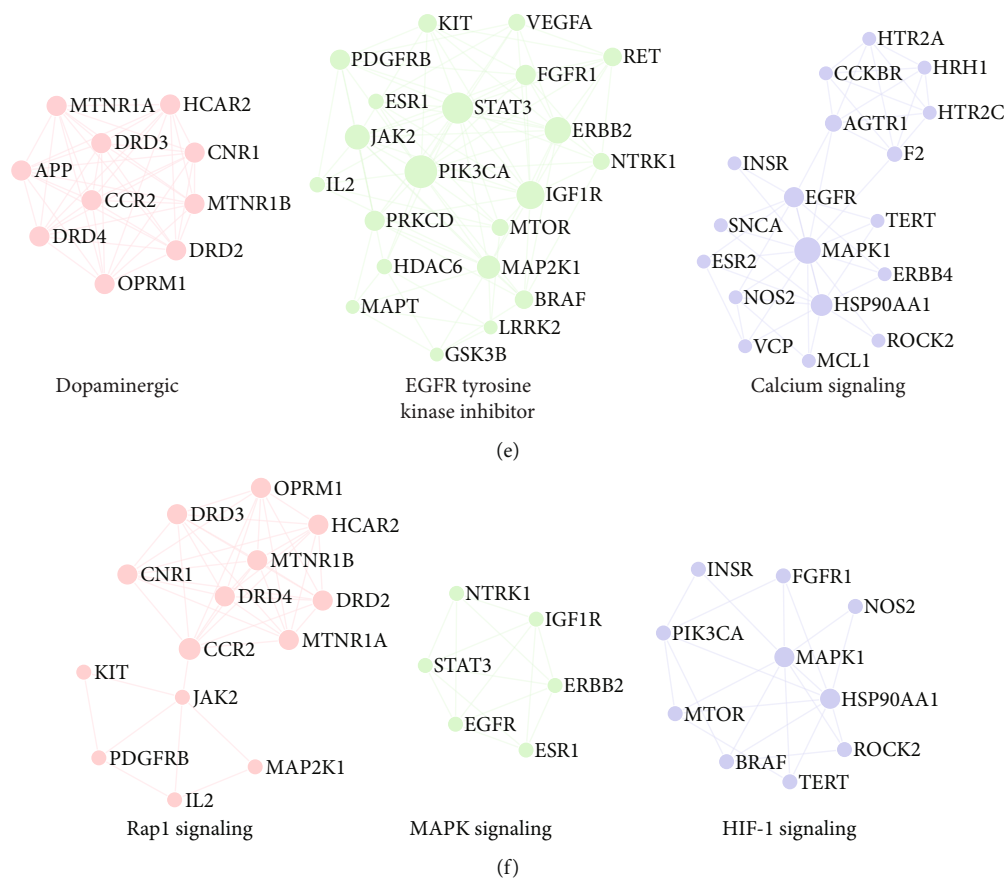 MTNR1A
HCAR2
DRD3
CNR1
APP
CCR2
MTNR1B
DRD4
DRD2
OPRM1
Dopaminergic
KIT
VEGFA
PDGFRB
RET
FGFR1
ESR1
STAT3
JAK2
ERBB2
NTRK1
PIK3CA
IL2
IGF1R
PRKCD
MTOR
HDAC6
MAP2K1
BRAF
MAPT
LRRK2
GSK3B
EGFR tyrosine
kinase inhibitor
HTR2A
CCKBR
HRH1
HTR2C
AGTR1
F2
INSR
EGFR
SNCA
TERT
MAPK1
ESR2
ERBB4
NOS2
HSP90AA1
ROCK2
VCP
MCL1
Calcium signaling
(e)
OPRM1
DRD3
HCAR2
MTNR1B
CNR1
DRD4
DRD2
MTNR1A
CCR2
KIT
JAK2
PDGFRB
MAP2K1
IL2
Rap1 signaling
NTRK1
IGF1R
STAT3
ERBB2
EGFR
ESR1
MAPK signaling
INSR
FGFR1
NOS2
PIK3CA
MAPK1
HSP90AA1
MTOR
ROCK2
BRAF
TERT
HIF-1 signaling
(f)